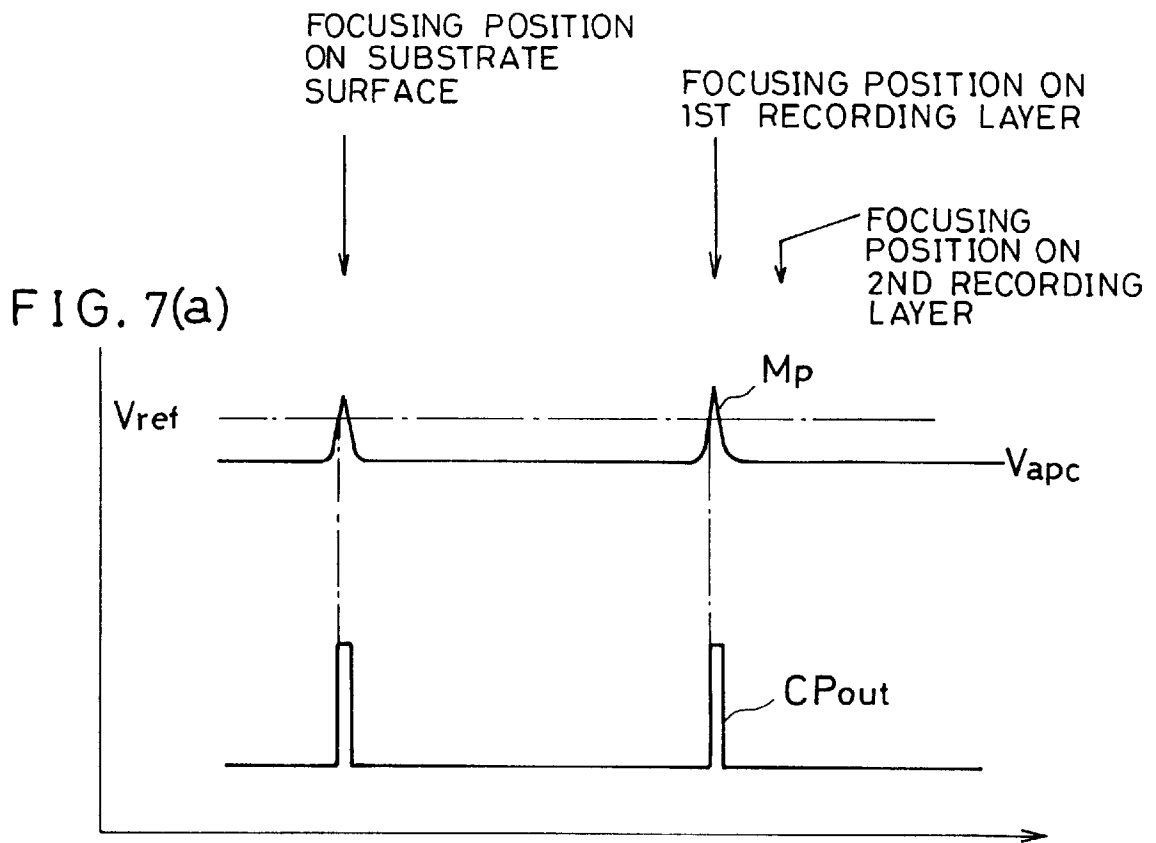 FOCUSING POSITION
ON SUBSTRATE
SURFACE
FOCUSING POSITION ON
1ST RECORDING LAYER
FOCUSING
POSITION ON
2ND RECORDING
LAYER
FIG. 7(a)
Mp
Vref
Vapc
CPout